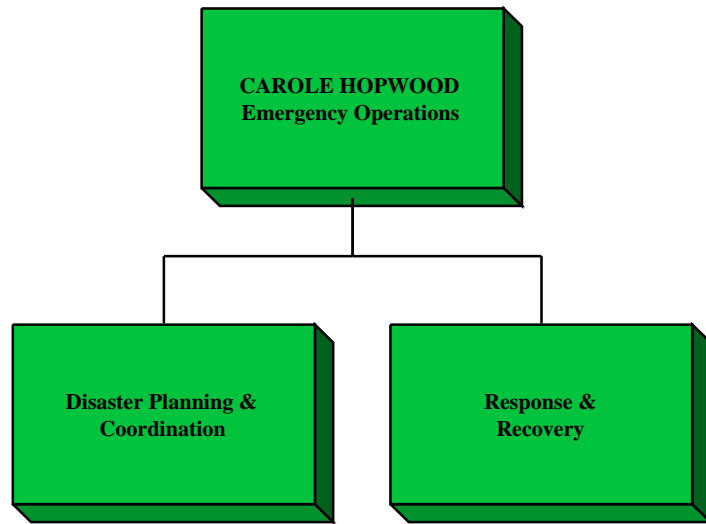 CAROLE HOPWOOD
Emergency Operations
Disaster Planning &
Coordination
Response &
Recovery